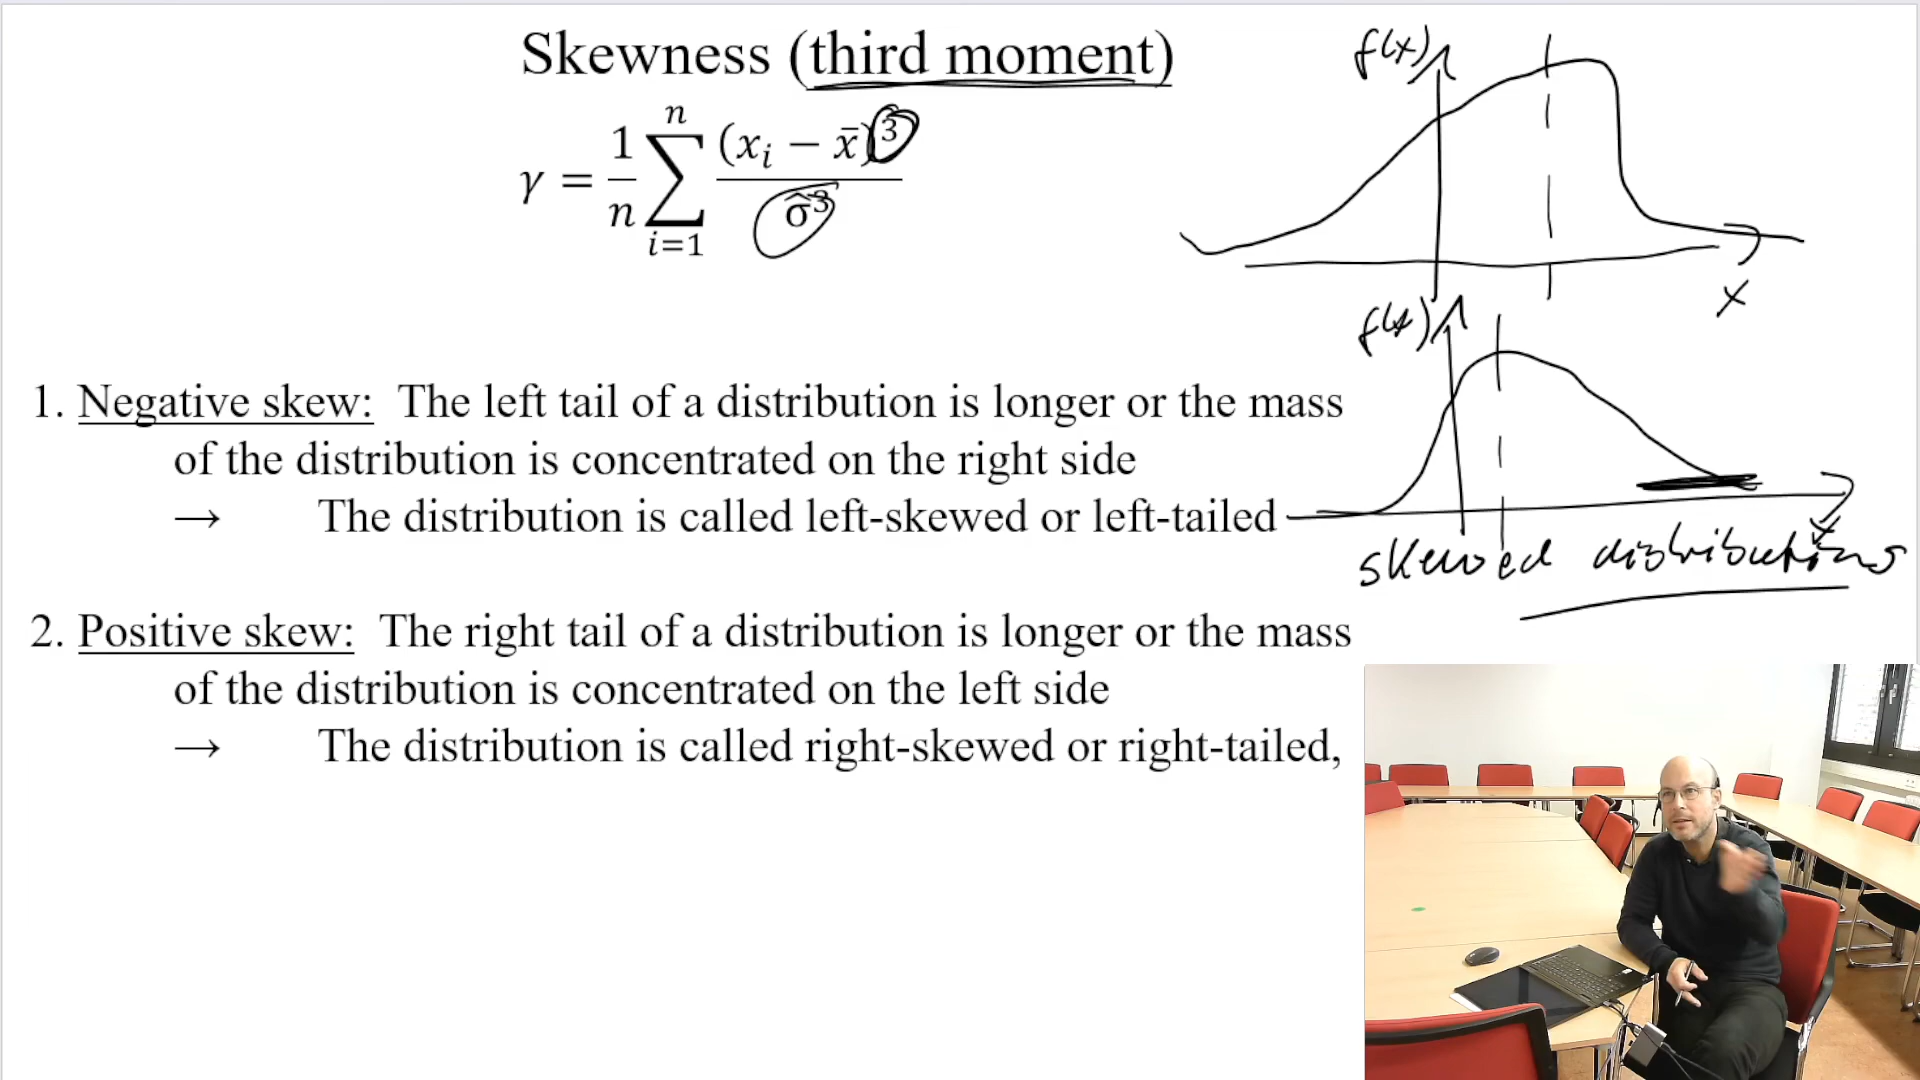 Skewness (third moment)
γ = 1/n ∑ᵢ₌₁ⁿ (xᵢ − x̄)³ / σ̂³
1. Negative skew: The left tail of a distribution is longer or the mass
of the distribution is concentrated on the right side
→ The distribution is called left-skewed or left-tailed
2. Positive skew: The right tail of a distribution is longer or the mass
of the distribution is concentrated on the left side
→ The distribution is called right-skewed or right-tailed,
f(x)
x
f(x)
x
skewed distributions